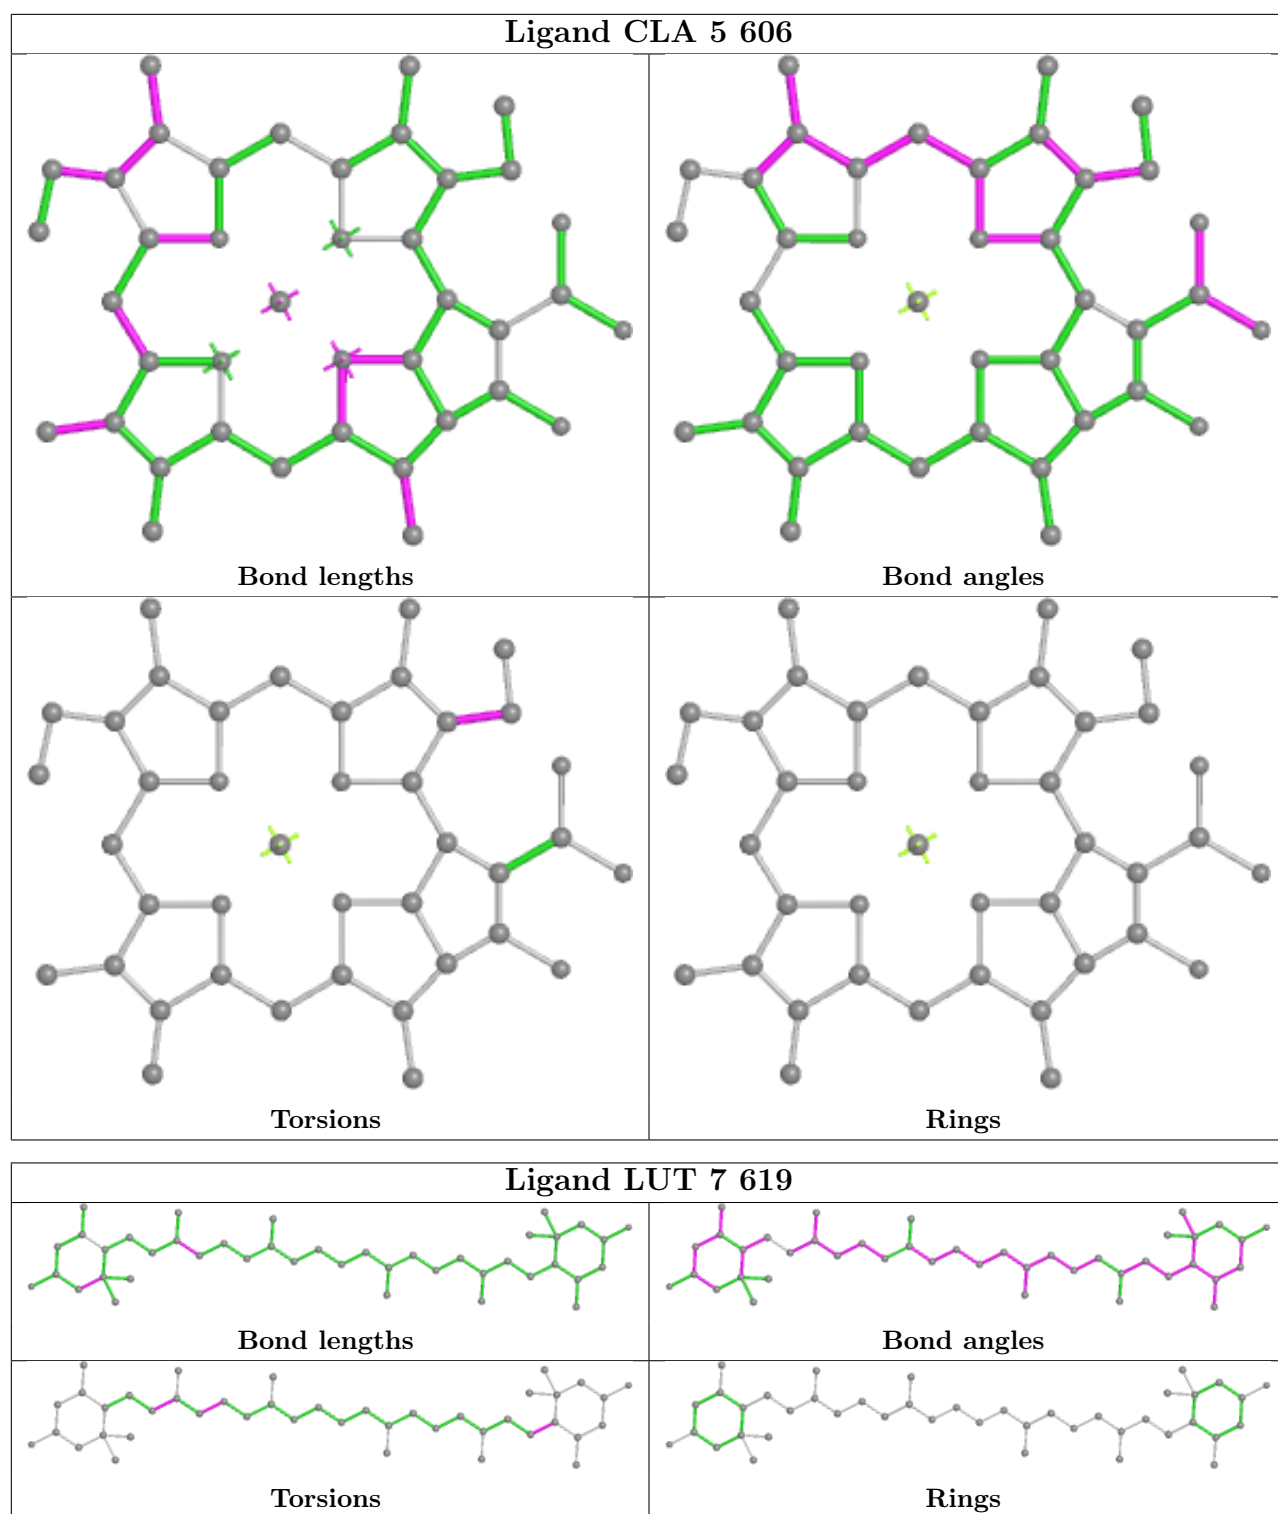 Ligand CLA 5 606
Bond lengths
Bond angles
Torsions
Rings
Ligand LUT 7 619
Bond lengths
Bond angles
Torsions
Rings